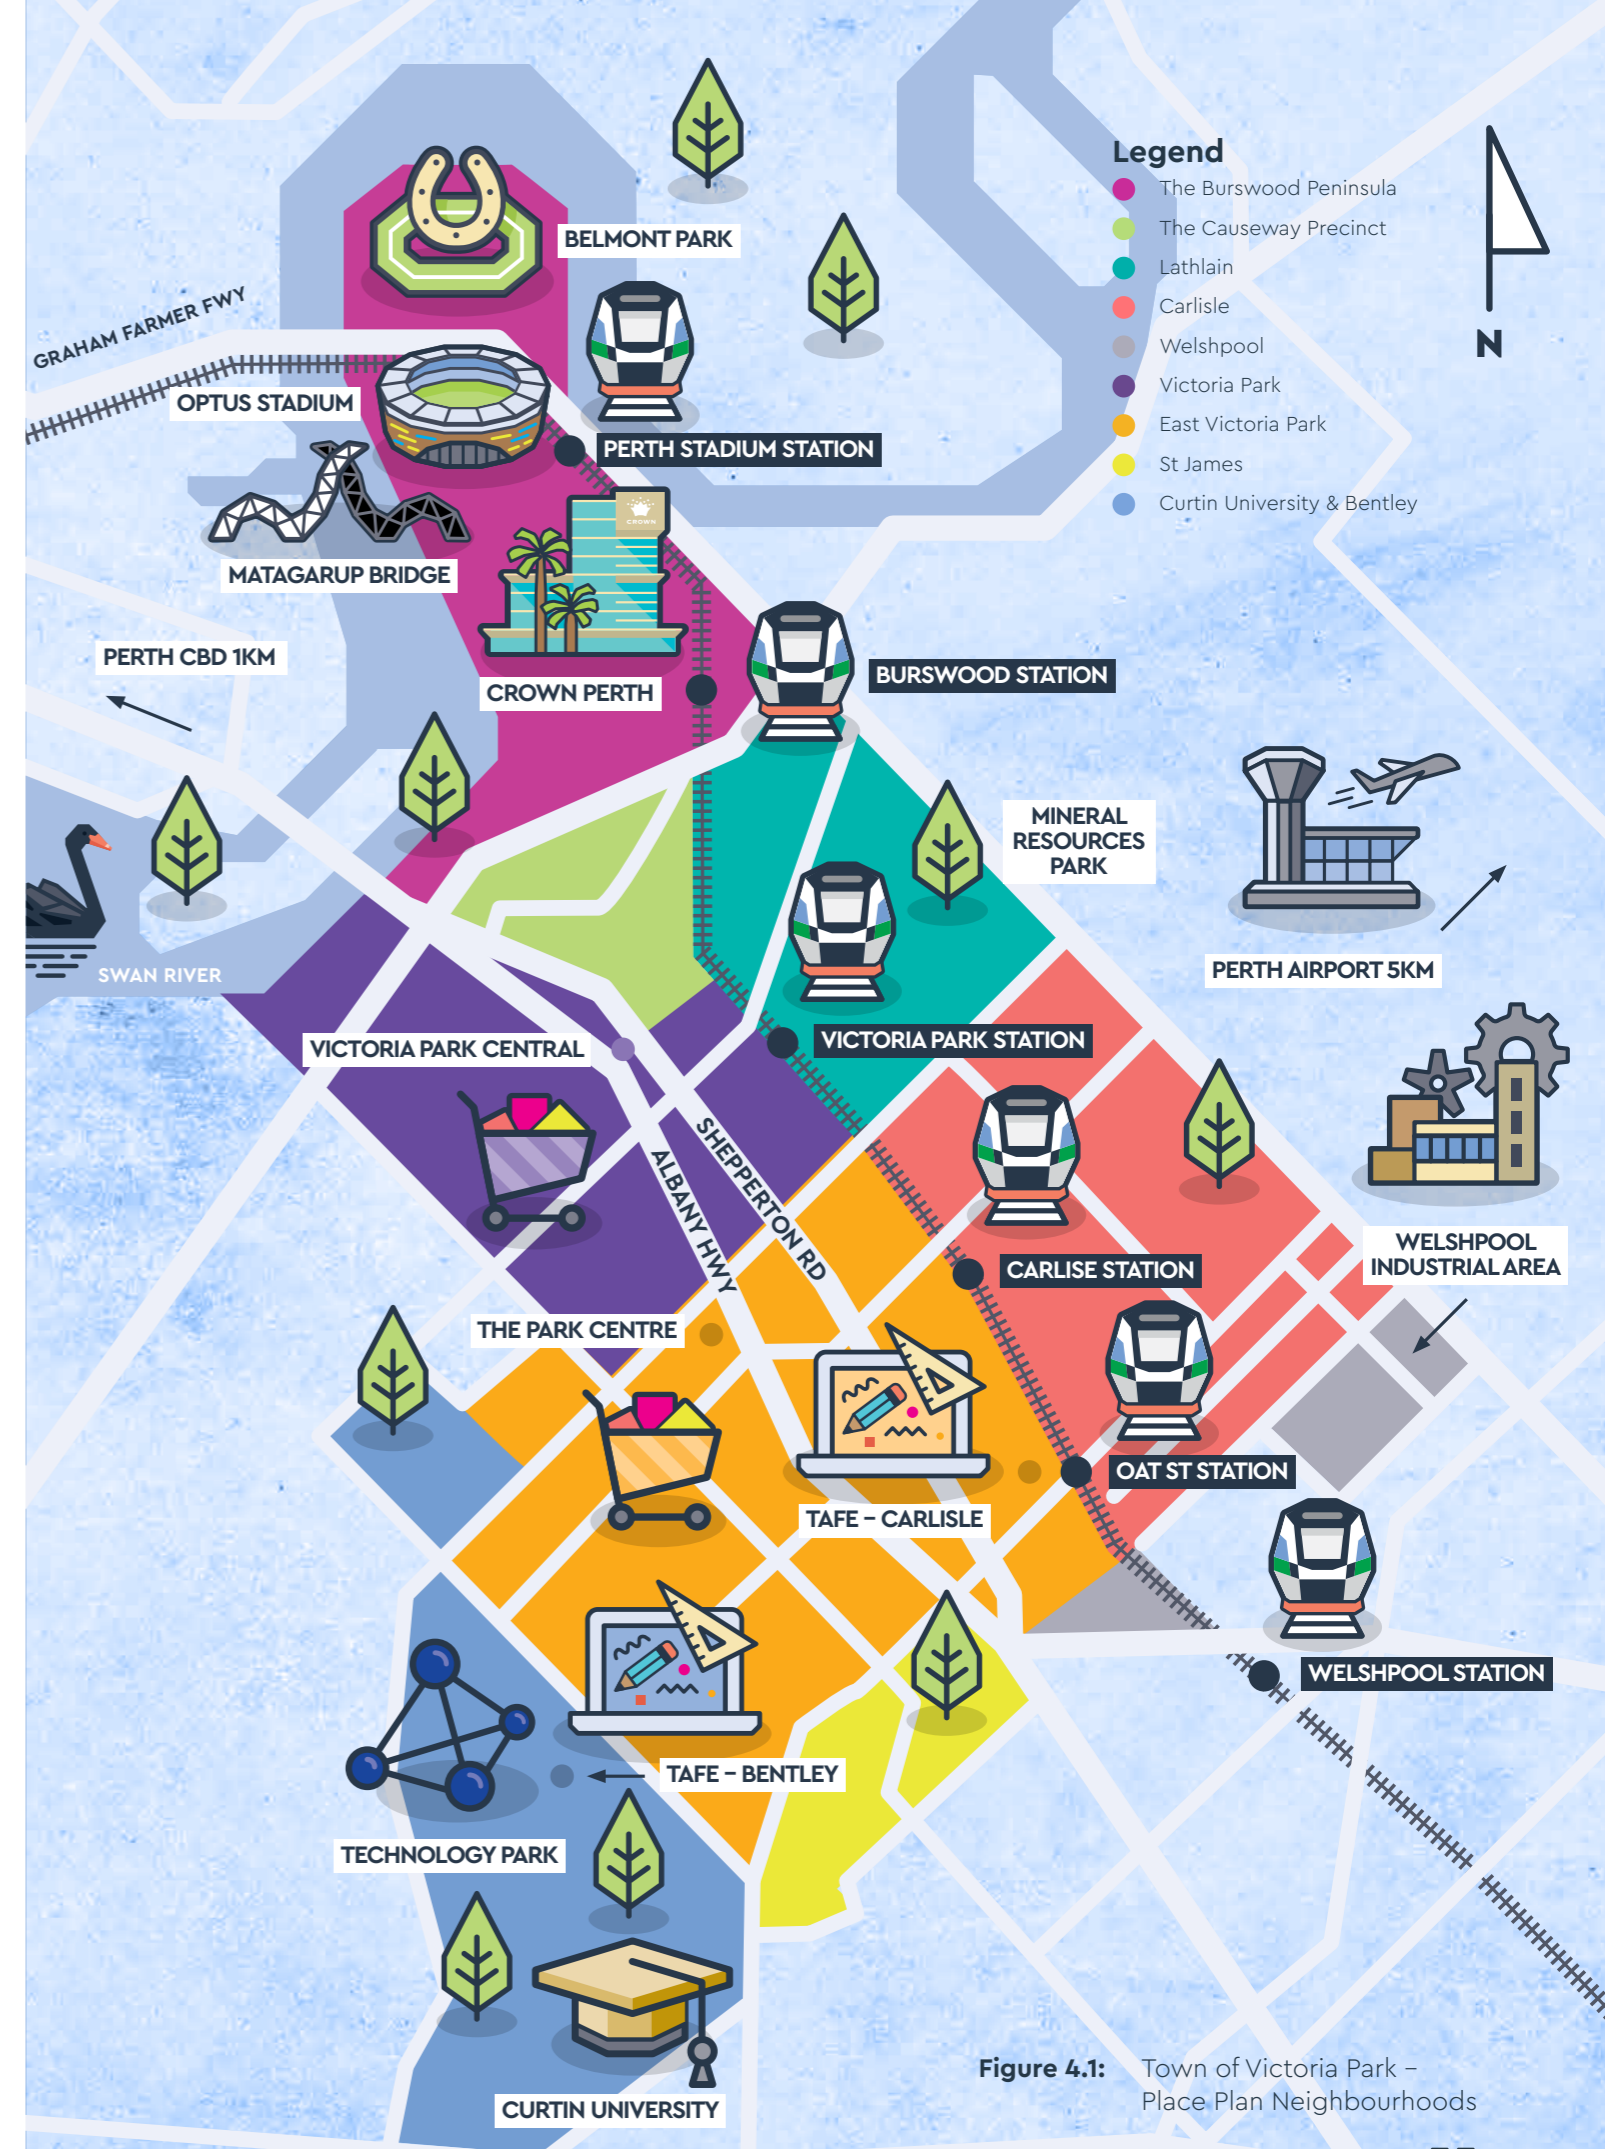 Legend
The Burswood Peninsula
The Causeway Precinct
Lathlain
Carlisle
Welshpool
Victoria Park
East Victoria Park
St James
Curtin University & Bentley
N
BELMONT PARK
GRAHAM FARMER FWY
OPTUS STADIUM
PERTH STADIUM STATION
CROWN
MATAGARUP BRIDGE
PERTH CBD 1KM
BURSWOOD STATION
CROWN PERTH
MINERAL
RESOURCES
PARK
SWAN RIVER
PERTH AIRPORT 5KM
VICTORIA PARK CENTRAL
VICTORIA PARK STATION
SHEPPERTON RD
ALBANY HWY
WELSHPOOL
INDUSTRIAL AREA
CARLISE STATION
THE PARK CENTRE
OAT ST STATION
TAFE – CARLISLE
WELSHPOOL STATION
TAFE – BENTLEY
TECHNOLOGY PARK
CURTIN UNIVERSITY
Figure 4.1: Town of Victoria Park –
Place Plan Neighbourhoods